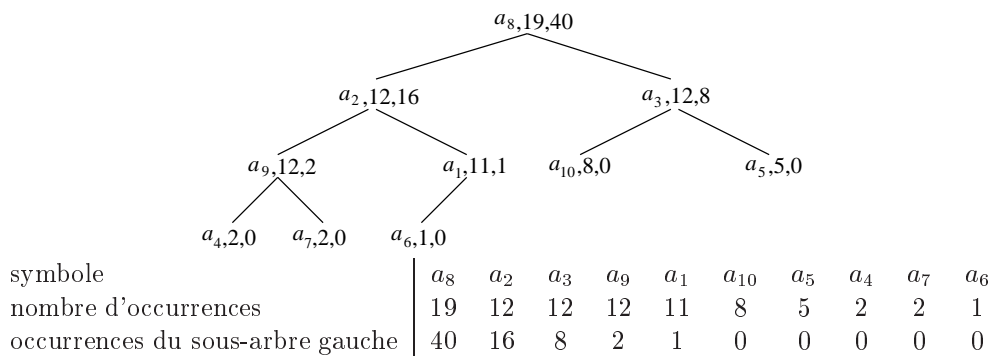 a₈,19,40
a₂,12,16 a₃,12,8
a₉,12,2 a₁,11,1 a₁₀,8,0 a₅,5,0
a₄,2,0 a₇,2,0 a₆,1,0
symbole a₈ a₂ a₃ a₉ a₁ a₁₀ a₅ a₄ a₇ a₆
nombre d'occurrences 19 12 12 12 11 8 5 2 2 1
occurrences du sous-arbre gauche 40 16 8 2 1 0 0 0 0 0